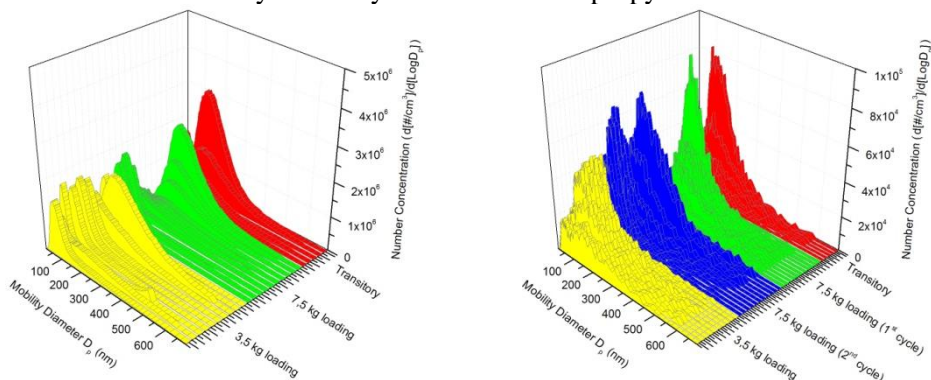 5x10⁶
4x10⁶
3x10⁶
2x10⁶
1x10⁶
0
Number Concentration ( d[#/cm³]/d[LogDₚ])
100
200
300
400
500
600
Mobility Diameter Dₚ (nm)
3.5 kg loading
7,5 kg loading
Transitory
1x10⁵
8x10⁴
6x10⁴
4x10⁴
2x10⁴
0
Number Concentration ( d[#/cm³]/d[LogDₚ])
100
200
300
400
500
600
Mobility Diameter Dₚ (nm)
3.5 kg loading
7,5 kg loading (2ⁿᵈ cycle)
7,5 kg loading (1ˢᵗ cycle)
Transitory